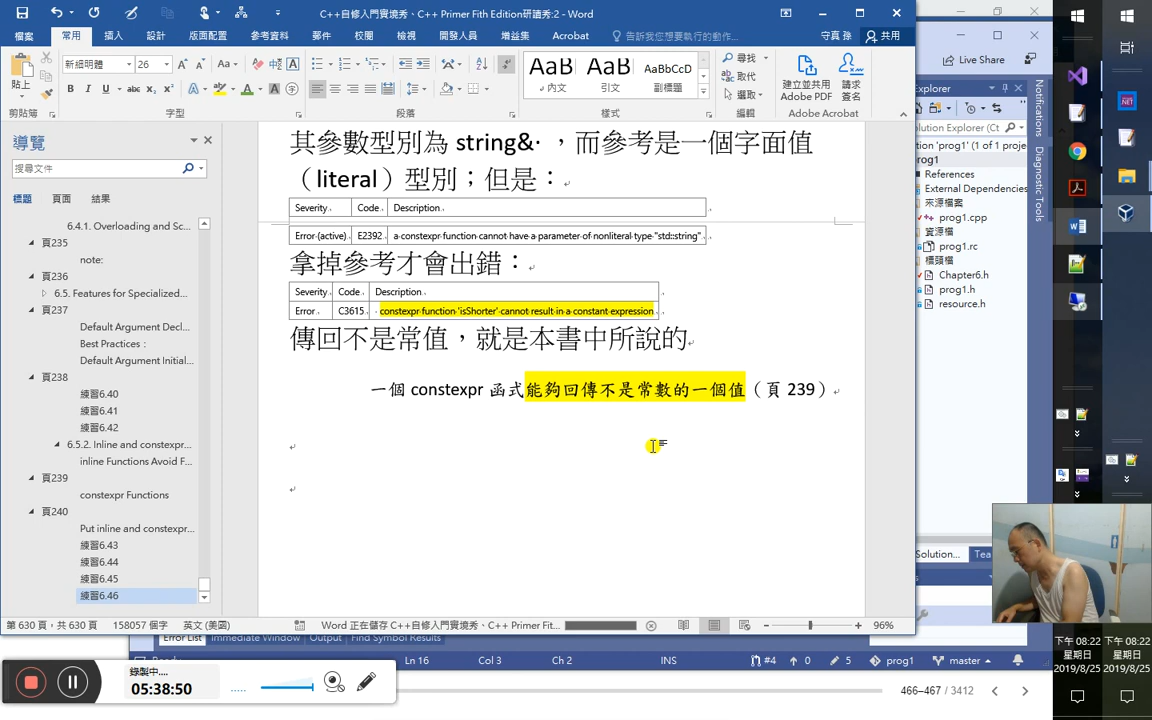 C++自修入門實境秀、C++ Primer Fith Edition研讀秀:2 - Word
檔案 常用 插入 設計 版面配置 參考資料 郵件 校閱 檢視 開發人員 增益集 Acrobat 告訴我您想要執行的動作... 守真 孫 共用
貼上
新細明體 26
B I U abc x₂ x²
AaB AaB AaBbCcD
內文 引文 副標題
尋找
取代
選取
建立並共用 Adobe PDF
請求 簽名
剪貼簿 字型 段落 樣式 編輯 Adobe Acrobat
導覽
搜尋文件
標題 頁面 結果
6.4.1. Overloading and Sc...
頁235
note:
頁236
6.5. Features for Specialized...
頁237
Default Argument Decl...
Best Practices：
Default Argument Initial...
頁238
練習6.40
練習6.41
練習6.42
6.5.2. Inline and constexpr...
inline Functions Avoid F...
頁239
constexpr Functions
頁240
Put inline and constexpr...
練習6.43
練習6.44
練習6.45
練習6.46
其參數型別為 string& ，而參考是一個字面值
（literal）型別；但是：
Severity Code Description
Error (active) E2392 a constexpr function cannot have a parameter of nonliteral type "std::string"
拿掉參考才會出錯：
Severity Code Description
Error C3615 constexpr function 'isShorter' cannot result in a constant expression
傳回不是常值，就是本書中所說的
一個 constexpr 函式能夠回傳不是常數的一個值（頁 239）
第 630 頁，共 630 頁 158057 個字 英文 (美國) Word 正在儲存 C++自修入門實境秀、C++ Primer Fit... 96%
Live Share
Explorer
olution Explorer (Ct
tion 'prog1' (1 of 1 proje
prog1
References
External Dependencies
來源檔案
prog1.cpp
資源檔
prog1.rc
標頭檔
Chapter6.h
prog1.h
resource.h
Notifications
Diagnostic Tools
Solution... Tea
Error List Immediate Window Output Find Symbol Results
Ln 16 Col 3 Ch 2 INS #4 0 5 prog1 master
錄製中...
05:38:50
466–467 / 3412
下午 08:22
星期日
2019/8/25
下午 08:22
星期日
2019/8/25